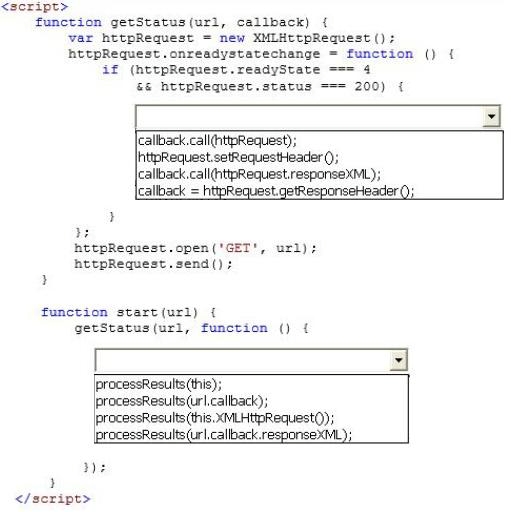 <script>
function getStatus(url, callback) {
var httpRequest = new XMLHttpRequest();
httpRequest.onreadystatechange = function () {
if (httpRequest.readyState === 4
&& httpRequest.status === 200) {
callback.call(httpRequest);
httpRequest.setRequestHeader();
callback.call(httpRequest.responseXML);
callback = httpRequest.getResponseHeader();
}
};
httpRequest.open('GET', url);
httpRequest.send();
}
function start(url) {
getStatus(url, function () {
processResults(this);
processResults(url.callback);
processResults(this.XMLHttpRequest());
processResults(url.callback.responseXML);
});
}
</script>